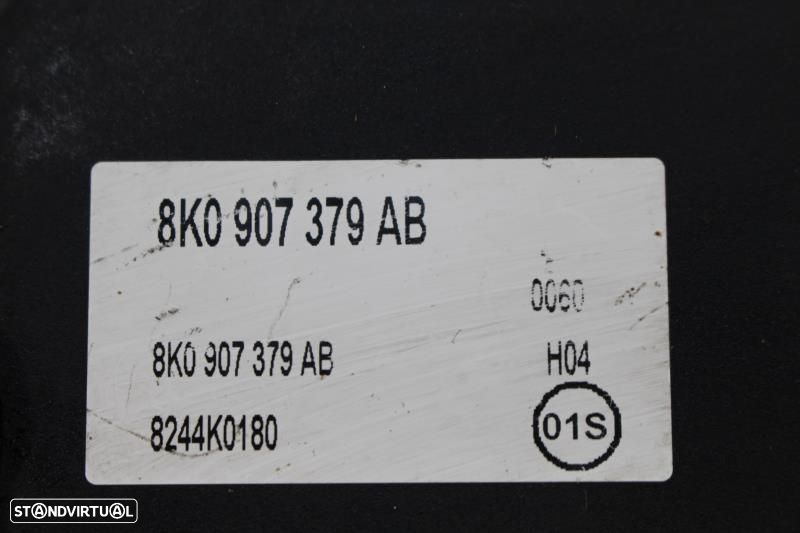 8K0 907 379 AB
0060
8K0 907 379 AB H04
8244K0180 01S
STANDVIRTUAL